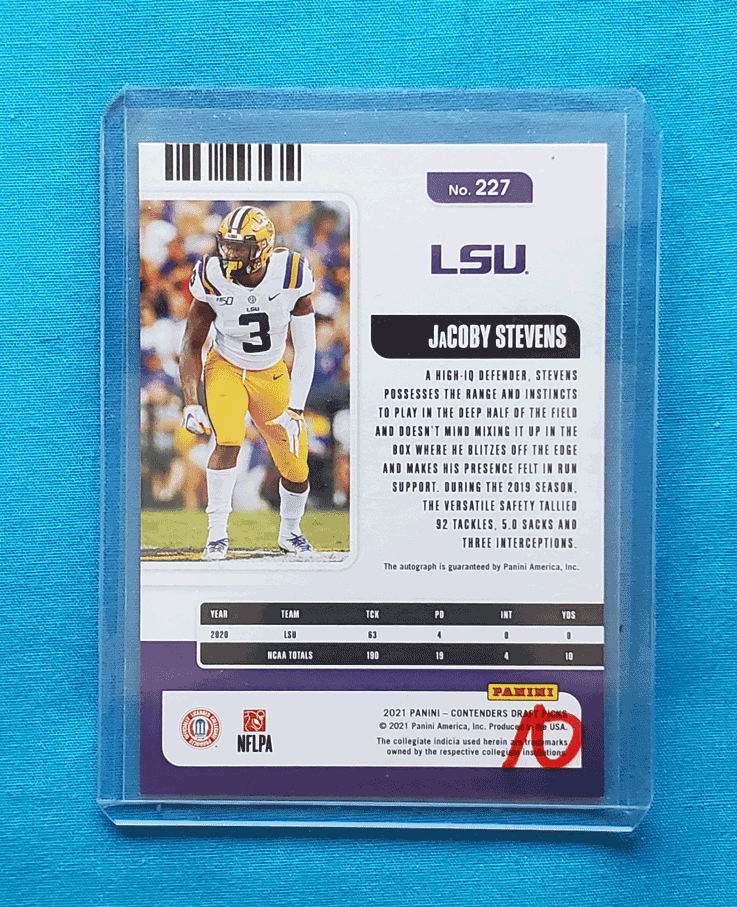 No. 227
LSU
JACOBY STEVENS
3
150
LSU
A HIGH-IQ DEFENDER, STEVENS
POSSESSES THE RANGE AND INSTINCTS
TO PLAY IN THE DEEP HALF OF THE FIELD
AND DOESN'T MIND MIXING IT UP IN THE
BOX WHERE HE BLITZES OFF THE EDGE
AND MAKES HIS PRESENCE FELT IN RUN
SUPPORT. DURING THE 2019 SEASON,
THE VERSATILE SAFETY TALLIED
92 TACKLES, 5.0 SACKS AND
THREE INTERCEPTIONS.
The autograph is guaranteed by Panini America, Inc.
YEAR TEAM TCK PD INT YDS
2020 LSU 63 4 0 0
NCAA TOTALS 190 19 4 10
PANINI
2021 PANINI – CONTENDERS DRAFT PICKS
© 2021 Panini America, Inc. Produced in the USA.
The collegiate indicia used herein are trademarks
owned by the respective collegiate institutions.
NFLPA
10